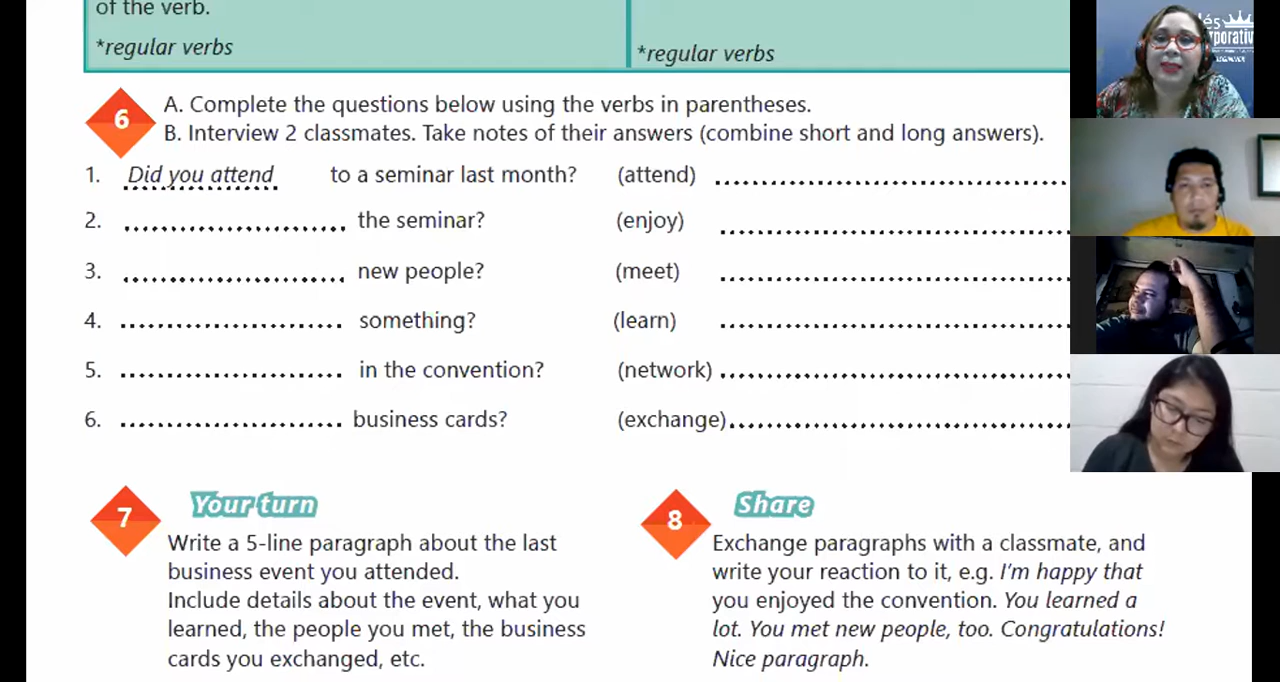 of the verb.
*regular verbs
*regular verbs
6
A. Complete the questions below using the verbs in parentheses.
B. Interview 2 classmates. Take notes of their answers (combine short and long answers).
1. Did you attend to a seminar last month? (attend)
2. the seminar? (enjoy)
3. new people? (meet)
4. something? (learn)
5. in the convention? (network)
6. business cards? (exchange)
7 Your turn
Write a 5-line paragraph about the last
business event you attended.
Include details about the event, what you
learned, the people you met, the business
cards you exchanged, etc.
8 Share
Exchange paragraphs with a classmate, and
write your reaction to it, e.g. I'm happy that
you enjoyed the convention. You learned a
lot. You met new people, too. Congratulations!
Nice paragraph.